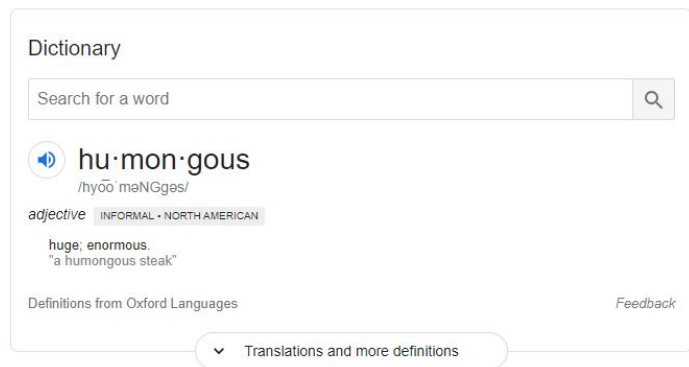 Dictionary
Search for a word
hu·mon·gous
/hyo͞oˈməNGɡəs/
adjective INFORMAL • NORTH AMERICAN
huge; enormous.
"a humongous steak"
Definitions from Oxford Languages Feedback
Translations and more definitions